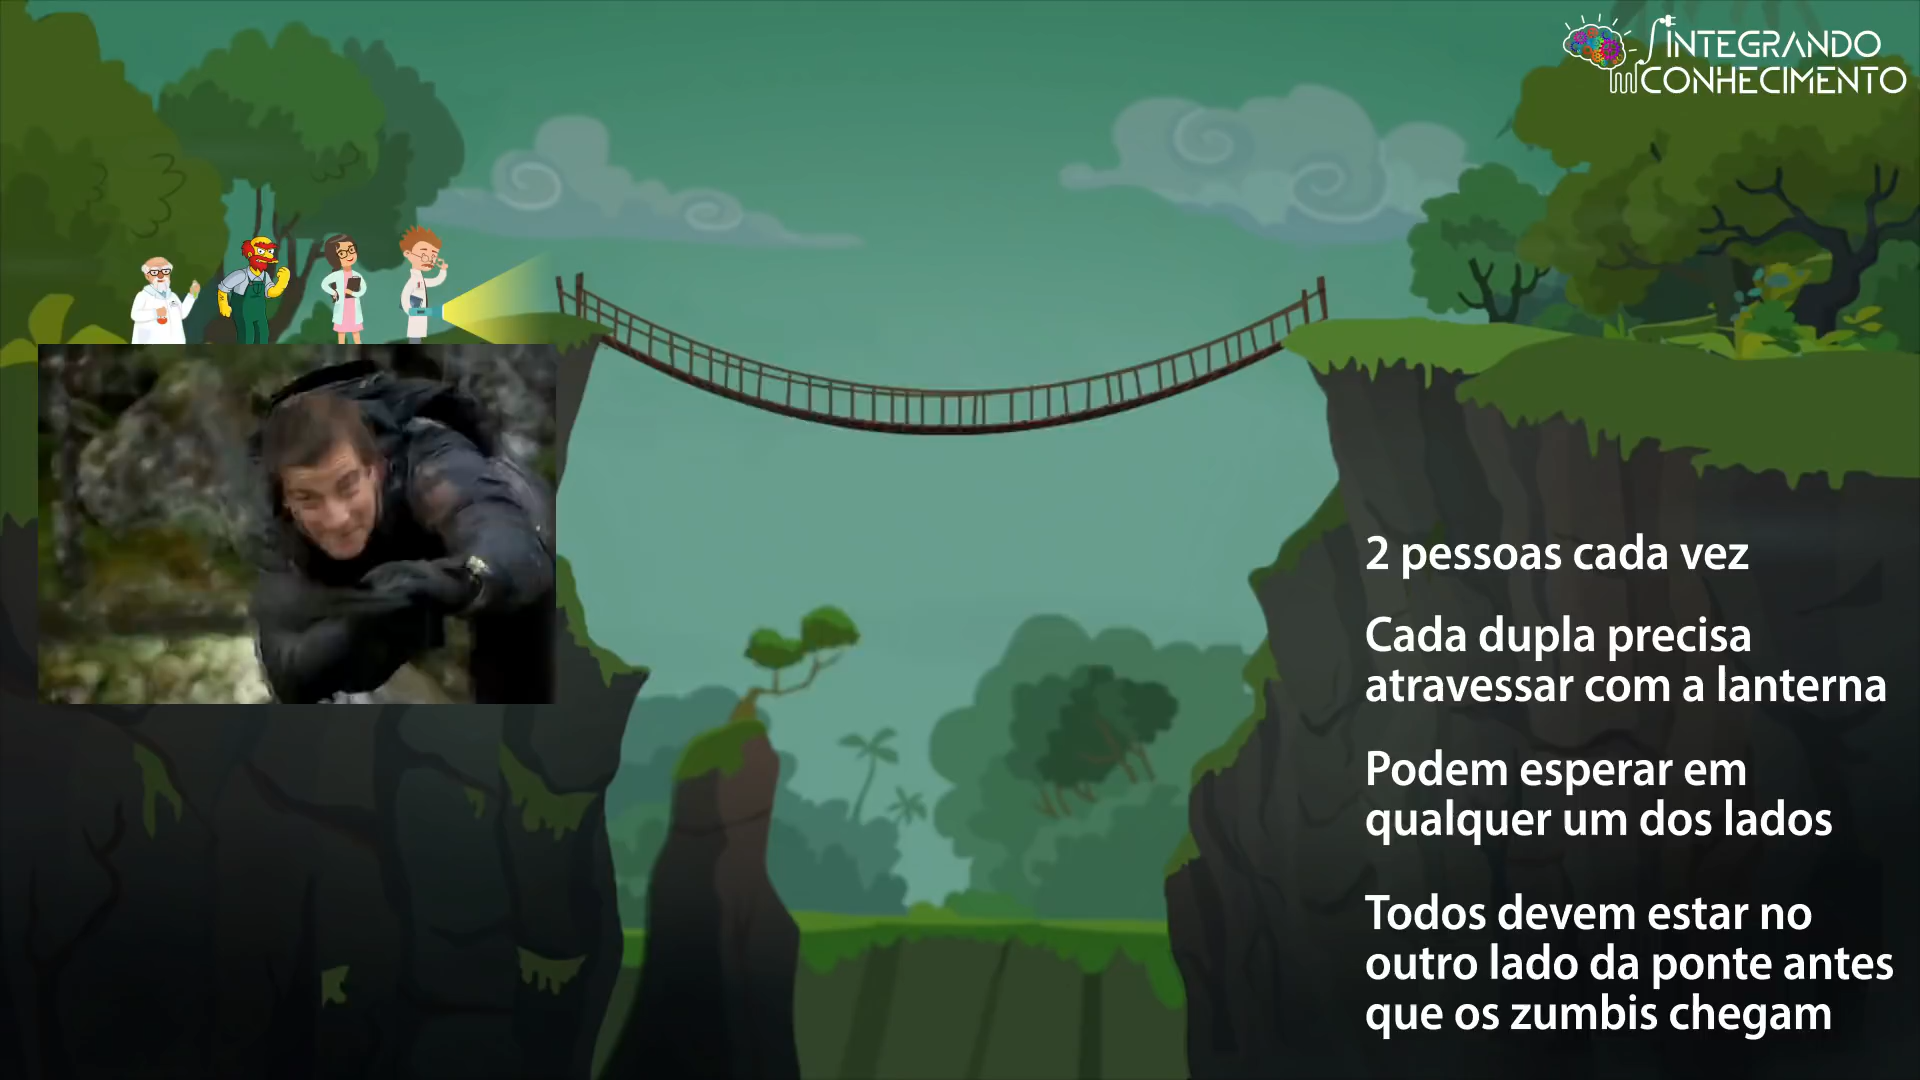 INTEGRANDO
CONHECIMENTO
2 pessoas cada vez
Cada dupla precisa
atravessar com a lanterna
Podem esperar em
qualquer um dos lados
Todos devem estar no
outro lado da ponte antes
que os zumbis chegam